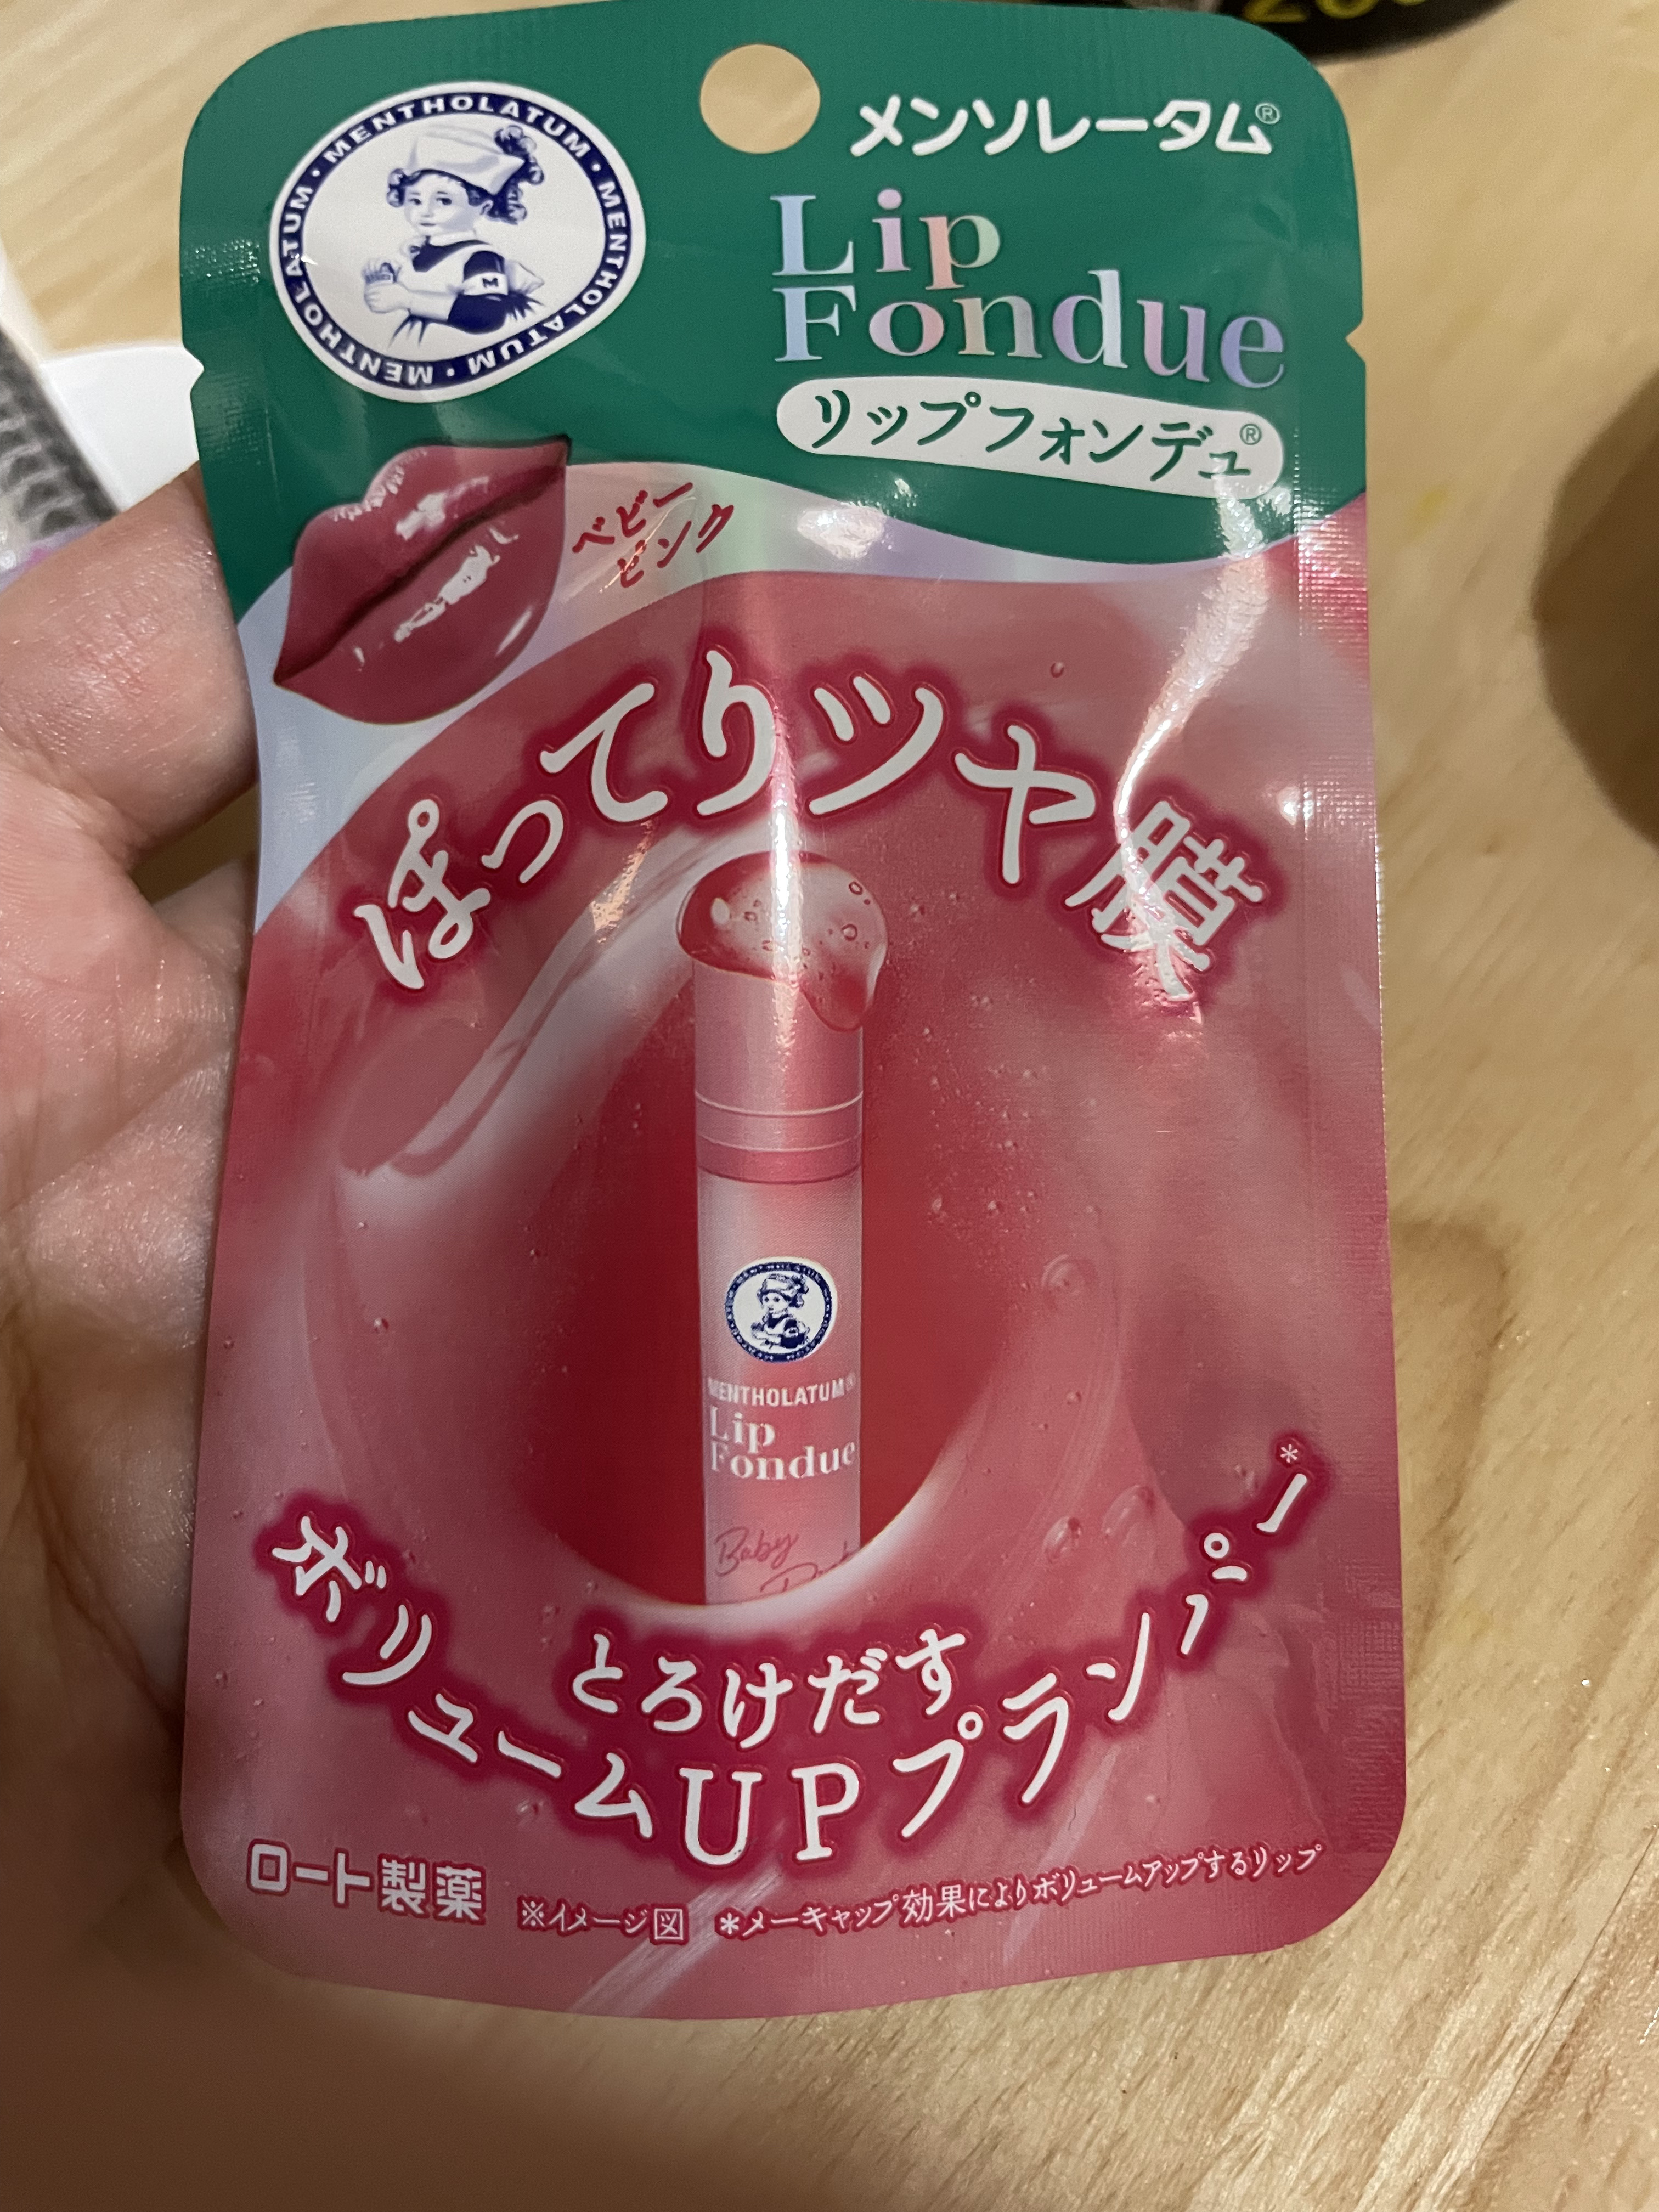 MENTHOLATUM・MENTHOLATUM・MENTHOLATUM・
M
メンソレータム®
Lip
Fondue
リップフォンデュ®
ベビー
ピンク
ぽってりツヤ膜
MENTHOLATUM®
Lip
Fondue
Baby
とろけだす
ボリュームUPプランパー*
ロート製薬 ※イメージ図 *メーキャップ効果によりボリュームアップするリップ